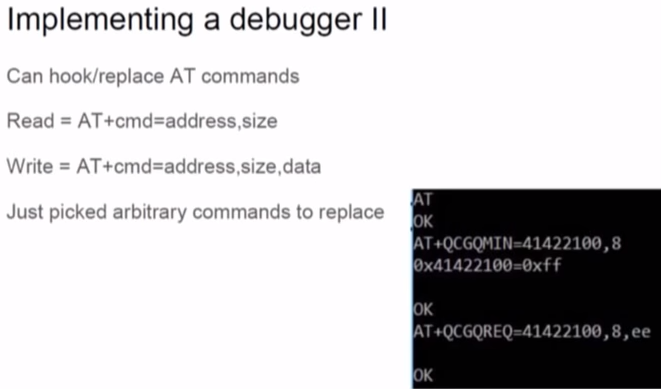 Implementing a debugger II
Can hook/replace AT commands
Read = AT+cmd=address,size
Write = AT+cmd=address,size,data
Just picked arbitrary commands to replace
AT
OK
AT+QCGQMIN=41422100,8
0x41422100=0xff
OK
AT+QCGQREQ=41422100,8,ee
OK